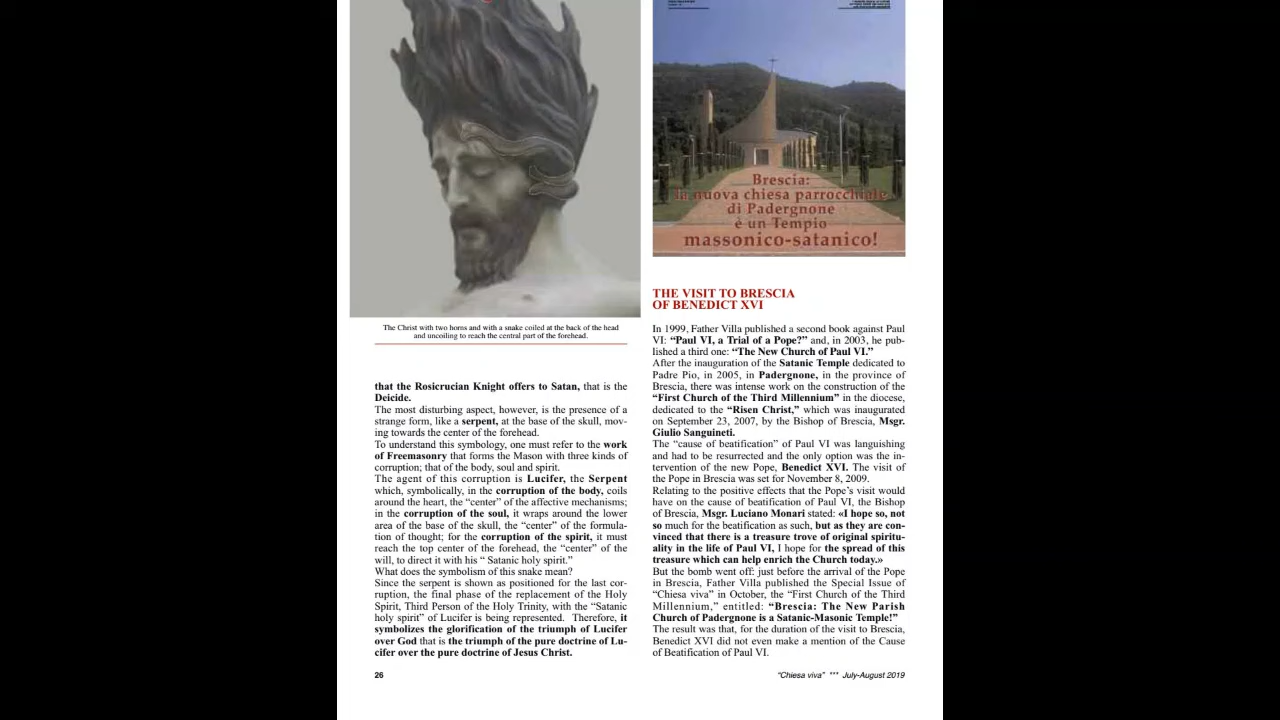 The Christ with two horns and with a snake coiled at the back of the head
and uncoiling to reach the central part of the forehead.
that the Rosicrucian Knight offers to Satan, that is the
Deicide.
The most disturbing aspect, however, is the presence of a
strange form, like a serpent, at the base of the skull, mov-
ing towards the center of the forehead.
To understand this symbology, one must refer to the work
of Freemasonry that forms the Mason with three kinds of
corruption; that of the body, soul and spirit.
The agent of this corruption is Lucifer, the Serpent
which, symbolically, in the corruption of the body, coils
around the heart, the “center” of the affective mechanisms;
in the corruption of the soul, it wraps around the lower
area of the base of the skull, the “center” of the formula-
tion of thought; for the corruption of the spirit, it must
reach the top center of the forehead, the “center” of the
will, to direct it with his “ Satanic holy spirit.”
What does the symbolism of this snake mean?
Since the serpent is shown as positioned for the last cor-
ruption, the final phase of the replacement of the Holy
Spirit, Third Person of the Holy Trinity, with the “Satanic
holy spirit” of Lucifer is being represented. Therefore, it
symbolizes the glorification of the triumph of Lucifer
over God that is the triumph of the pure doctrine of Lu-
cifer over the pure doctrine of Jesus Christ.
Brescia:
la nuova chiesa parrocchiale
di Padergnone
è un Tempio
massonico-satanico!
THE VISIT TO BRESCIA
OF BENEDICT XVI
In 1999, Father Villa published a second book against Paul
VI: “Paul VI, a Trial of a Pope?” and, in 2003, he pub-
lished a third one: “The New Church of Paul VI.”
After the inauguration of the Satanic Temple dedicated to
Padre Pio, in 2005, in Padergnone, in the province of
Brescia, there was intense work on the construction of the
“First Church of the Third Millennium” in the diocese,
dedicated to the “Risen Christ,” which was inaugurated
on September 23, 2007, by the Bishop of Brescia, Msgr.
Giulio Sanguineti.
The “cause of beatification” of Paul VI was languishing
and had to be resurrected and the only option was the in-
tervention of the new Pope, Benedict XVI. The visit of
the Pope in Brescia was set for November 8, 2009.
Relating to the positive effects that the Pope’s visit would
have on the cause of beatification of Paul VI, the Bishop
of Brescia, Msgr. Luciano Monari stated: «I hope so, not
so much for the beatification as such, but as they are con-
vinced that there is a treasure trove of original spiritu-
ality in the life of Paul VI, I hope for the spread of this
treasure which can help enrich the Church today.»
But the bomb went off: just before the arrival of the Pope
in Brescia, Father Villa published the Special Issue of
“Chiesa viva” in October, the “First Church of the Third
Millennium,” entitled: “Brescia: The New Parish
Church of Padergnone is a Satanic-Masonic Temple!”
The result was that, for the duration of the visit to Brescia,
Benedict XVI did not even make a mention of the Cause
of Beatification of Paul VI.
26
“Chiesa viva” *** July-August 2019